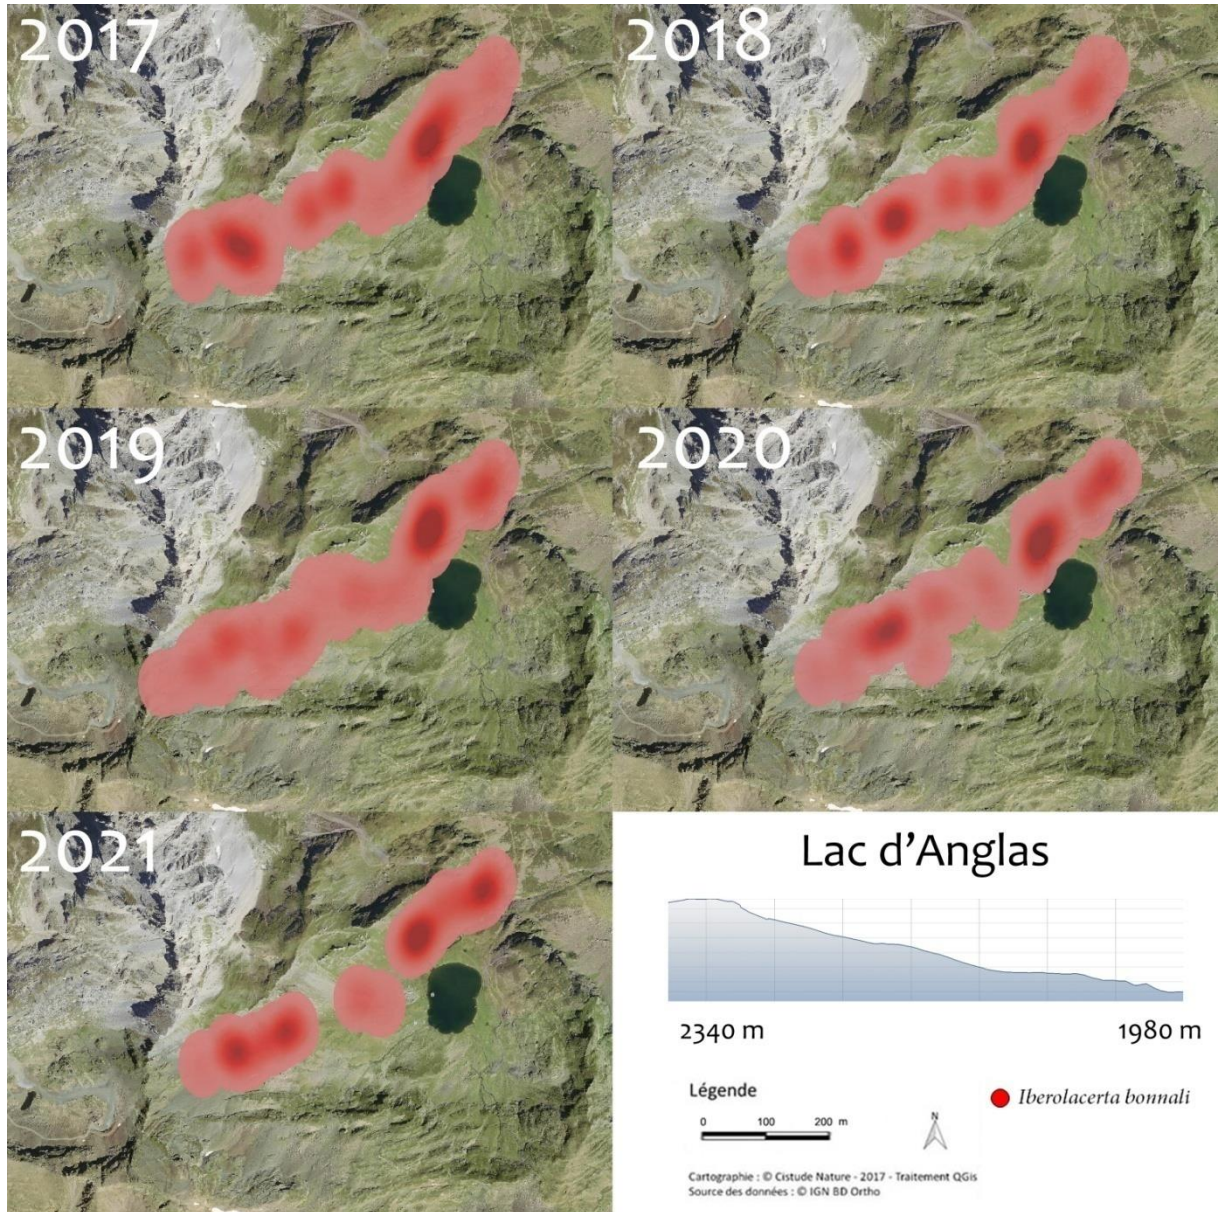 2017
2018
2019
2020
2021
Lac d'Anglas
2340 m
1980 m
Légende
0 100 200 m
N
Iberolacerta bonnali
Cartographie : © Cistude Nature - 2017 - Traitement QGis
Source des données : © IGN BD Ortho